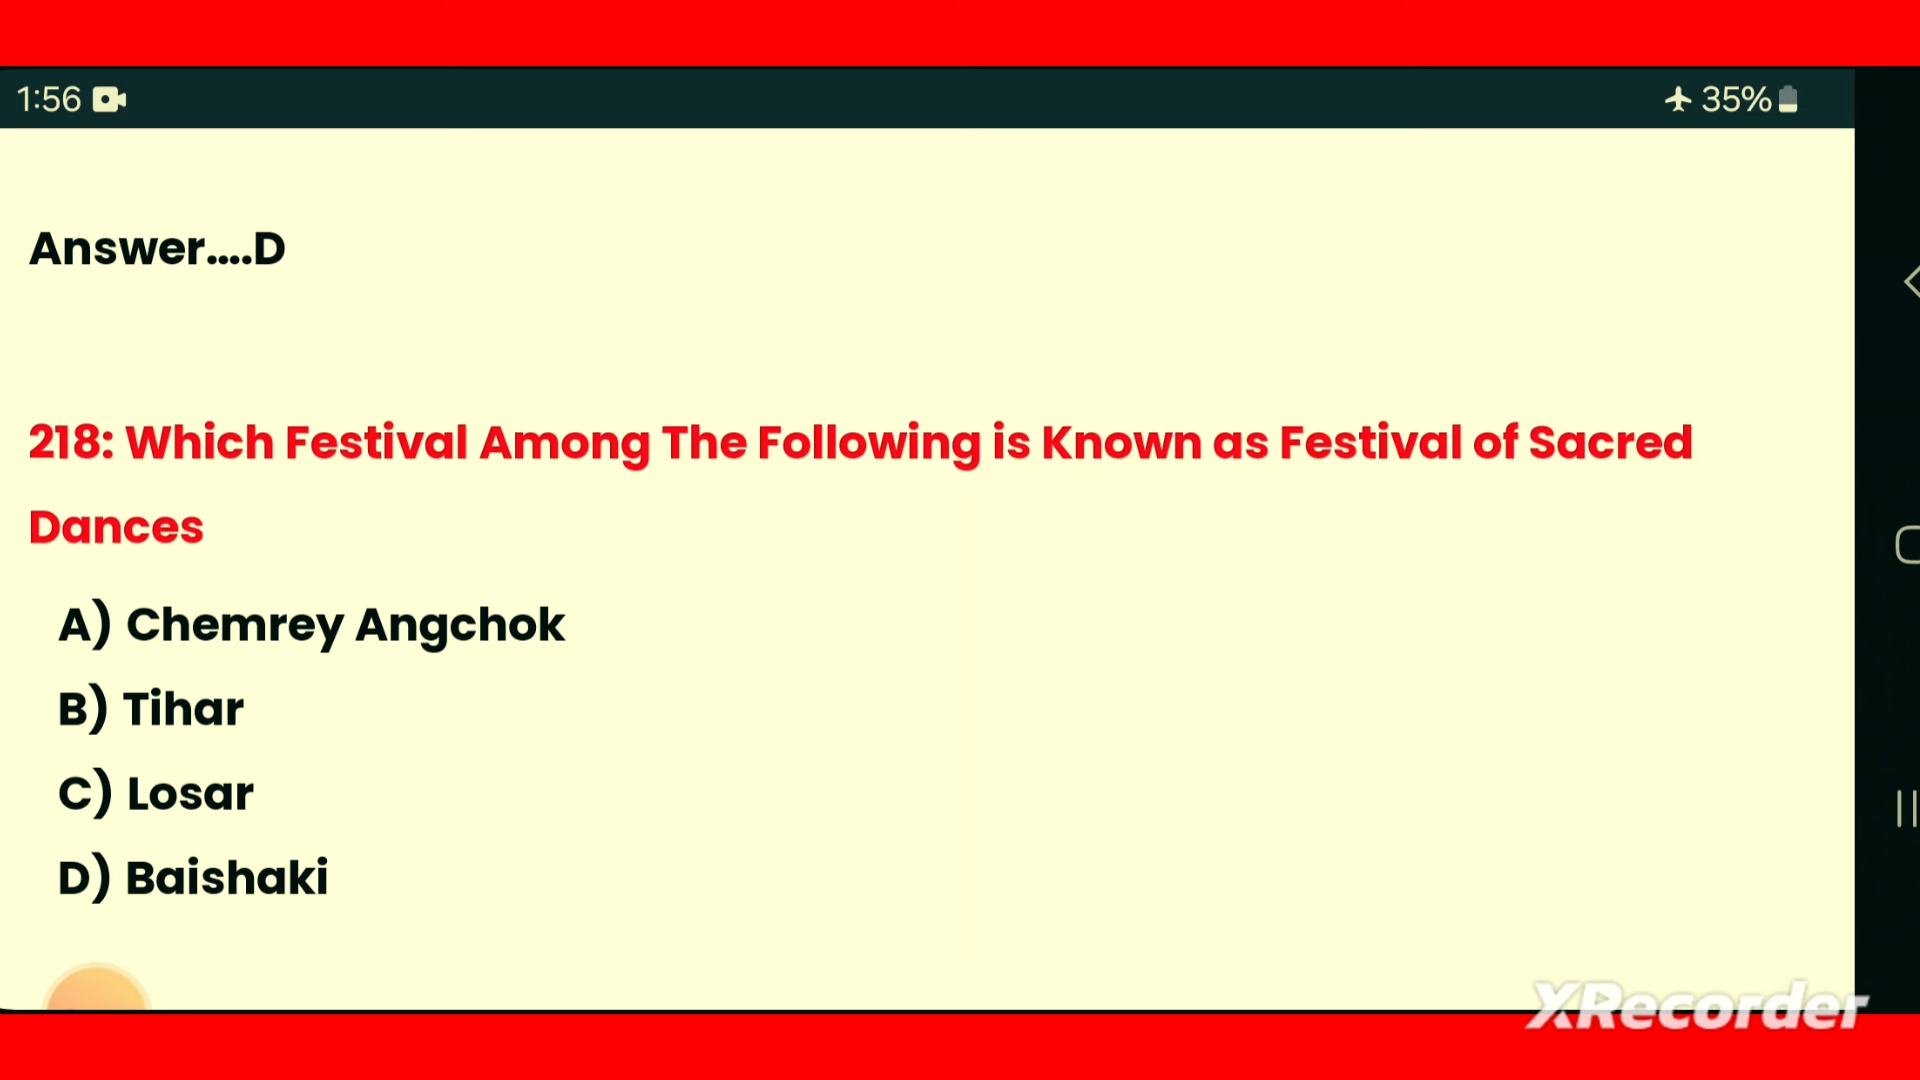 1:56
35%
Answer....D
218: Which Festival Among The Following is Known as Festival of Sacred
Dances
A) Chemrey Angchok
B) Tihar
C) Losar
D) Baishaki
XRecorder